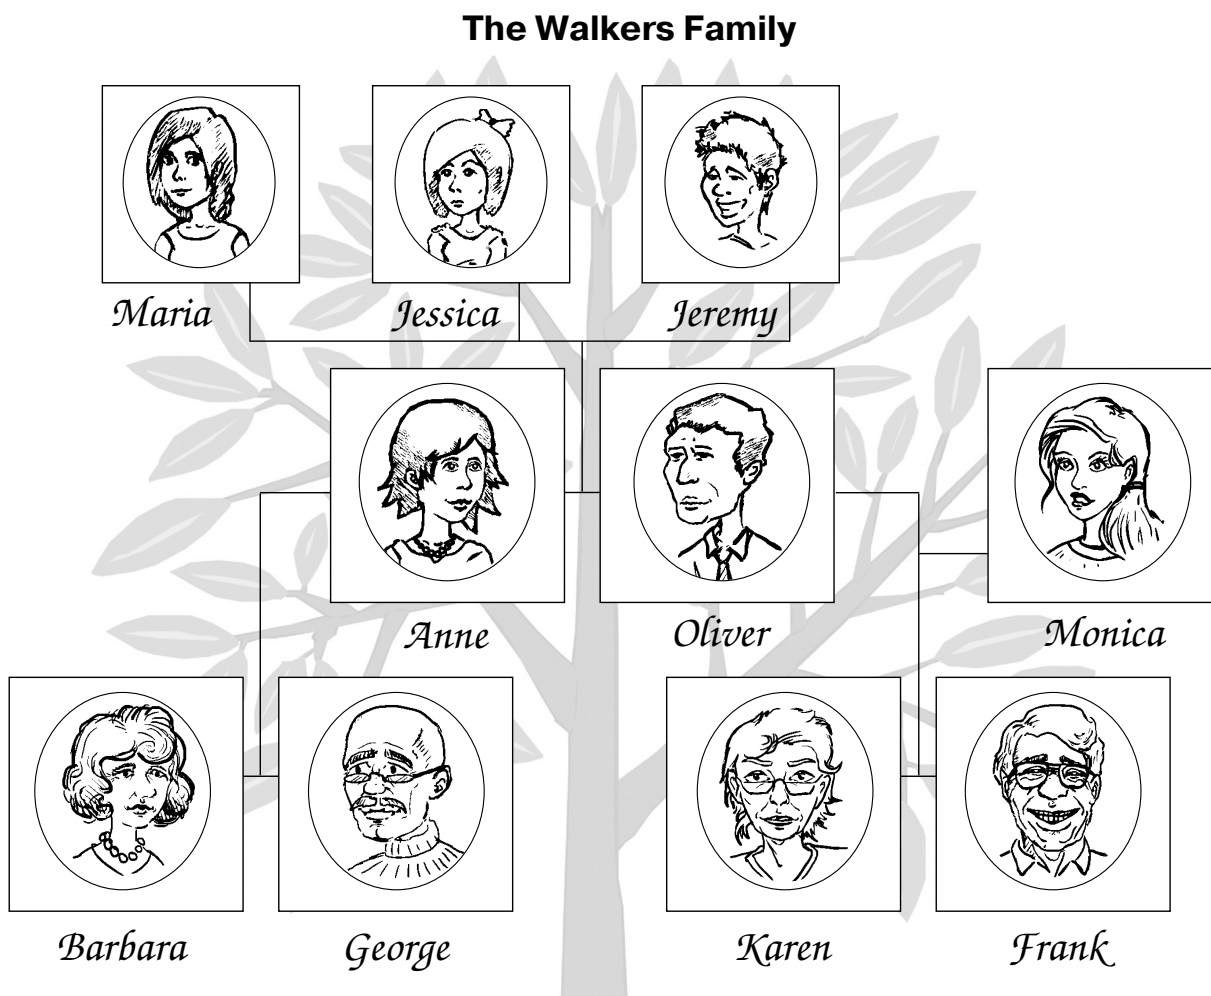 The Walkers Family
Maria
Jessica
Jeremy
Anne
Oliver
Monica
Barbara
George
Karen
Frank